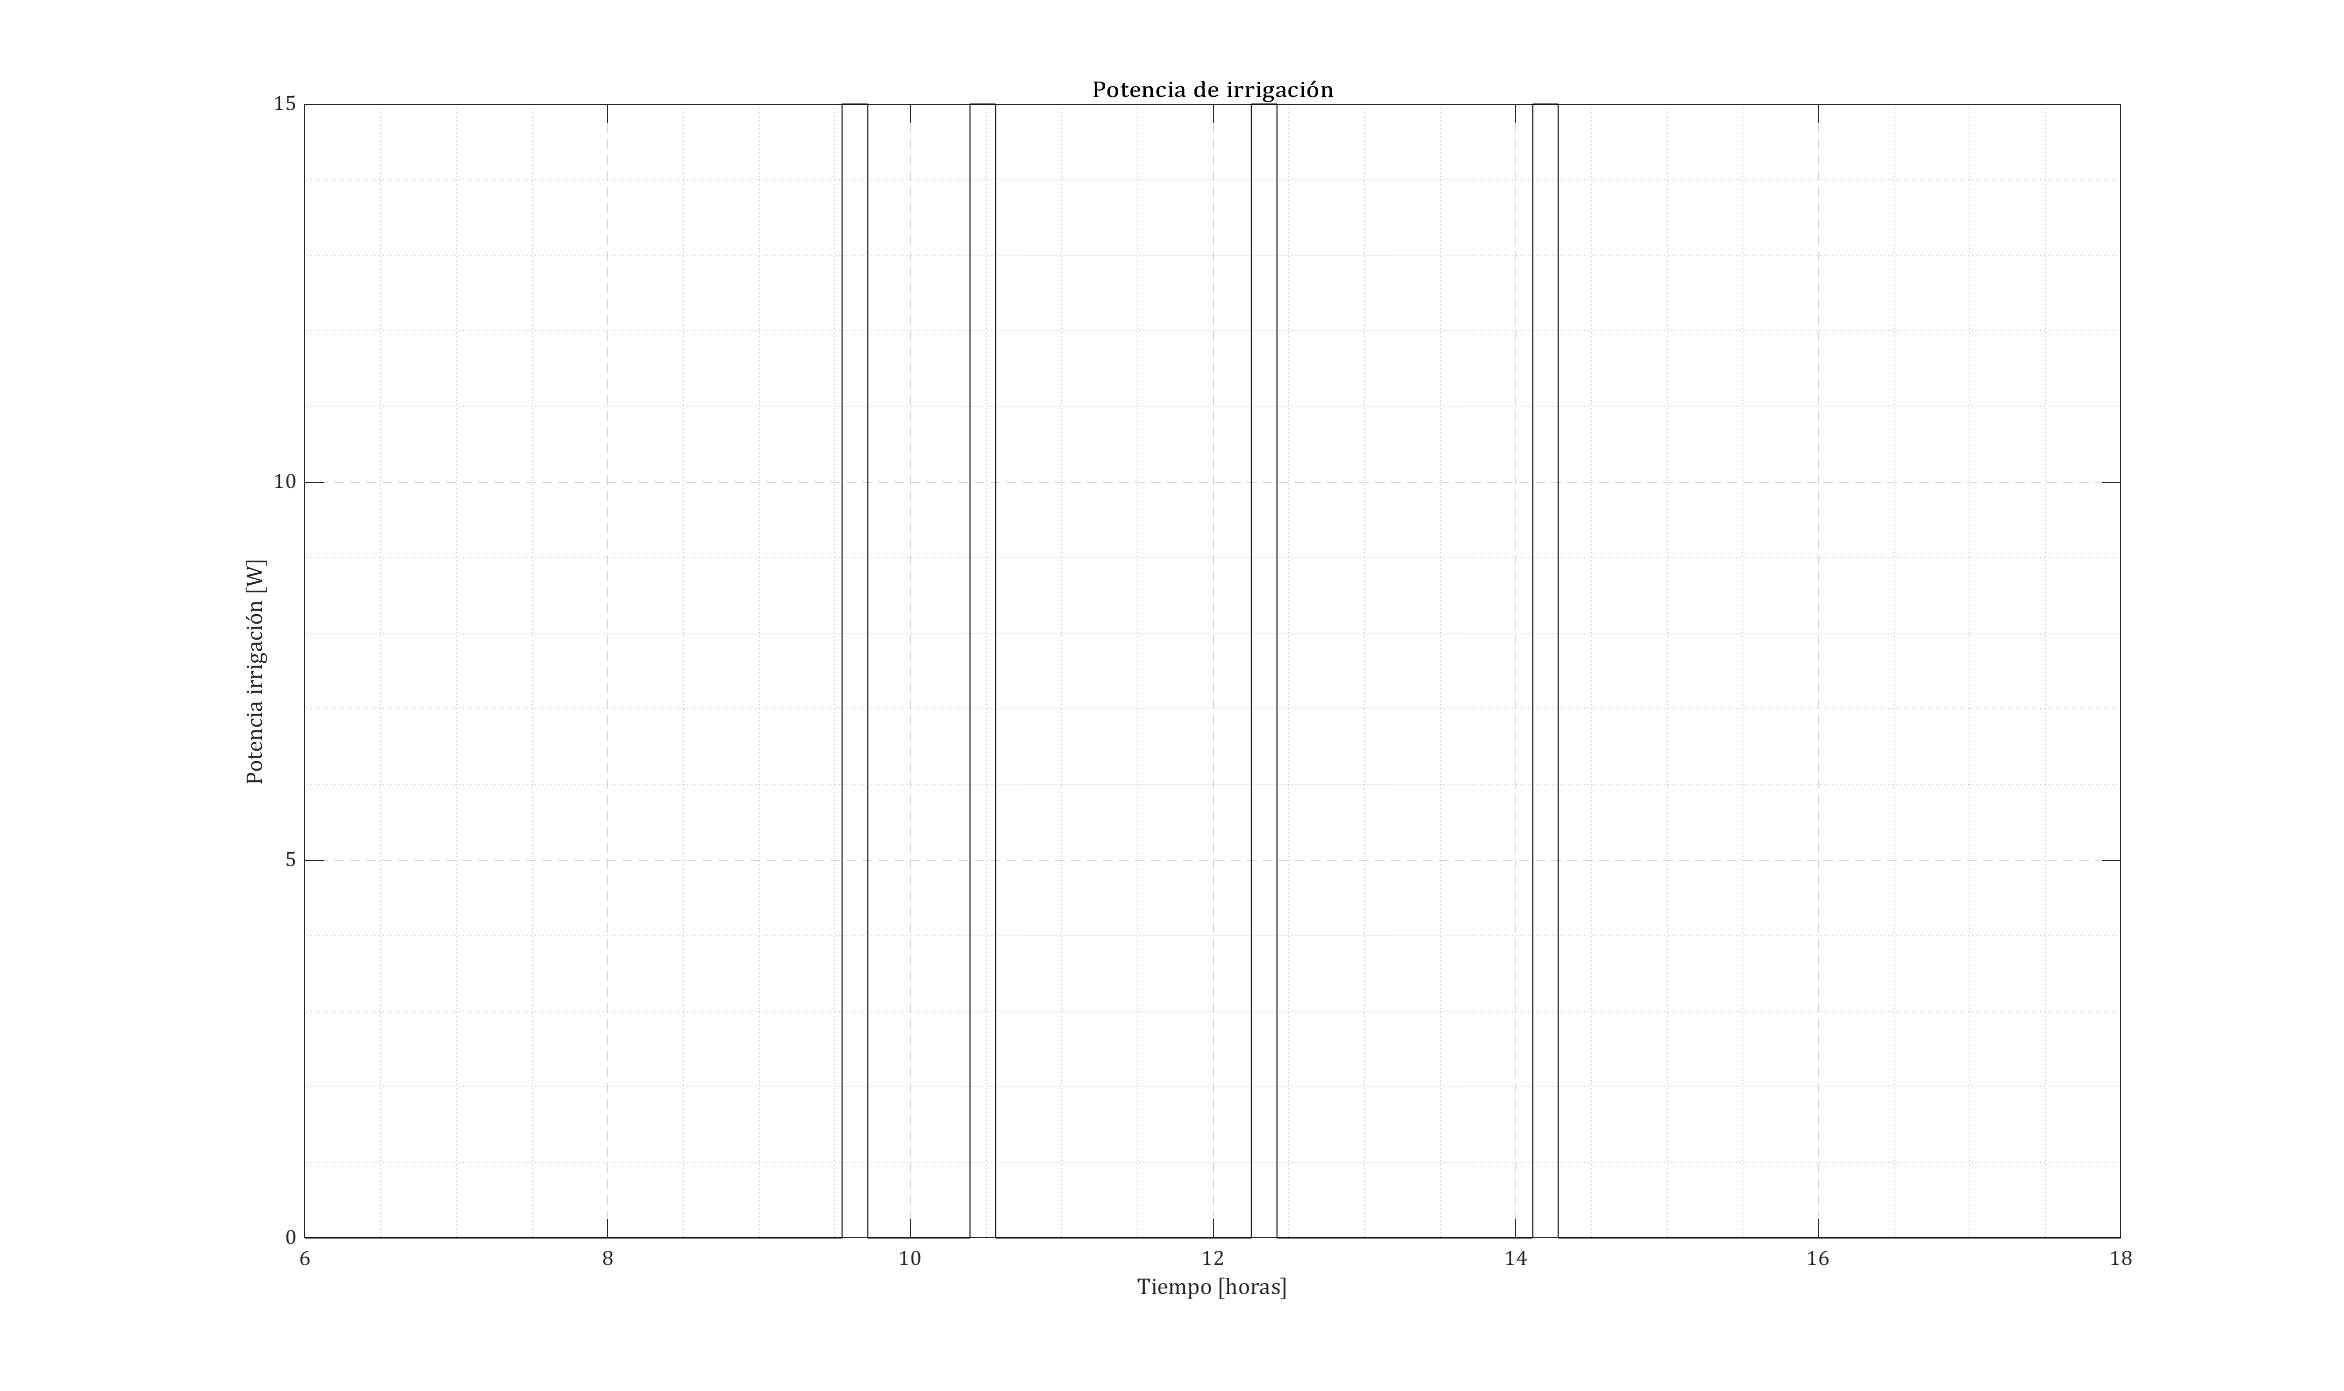 Potencia de irrigación
15
10
5
0
Potencia irrigación [W]
6 8 10 12 14 16 18
Tiempo [horas]